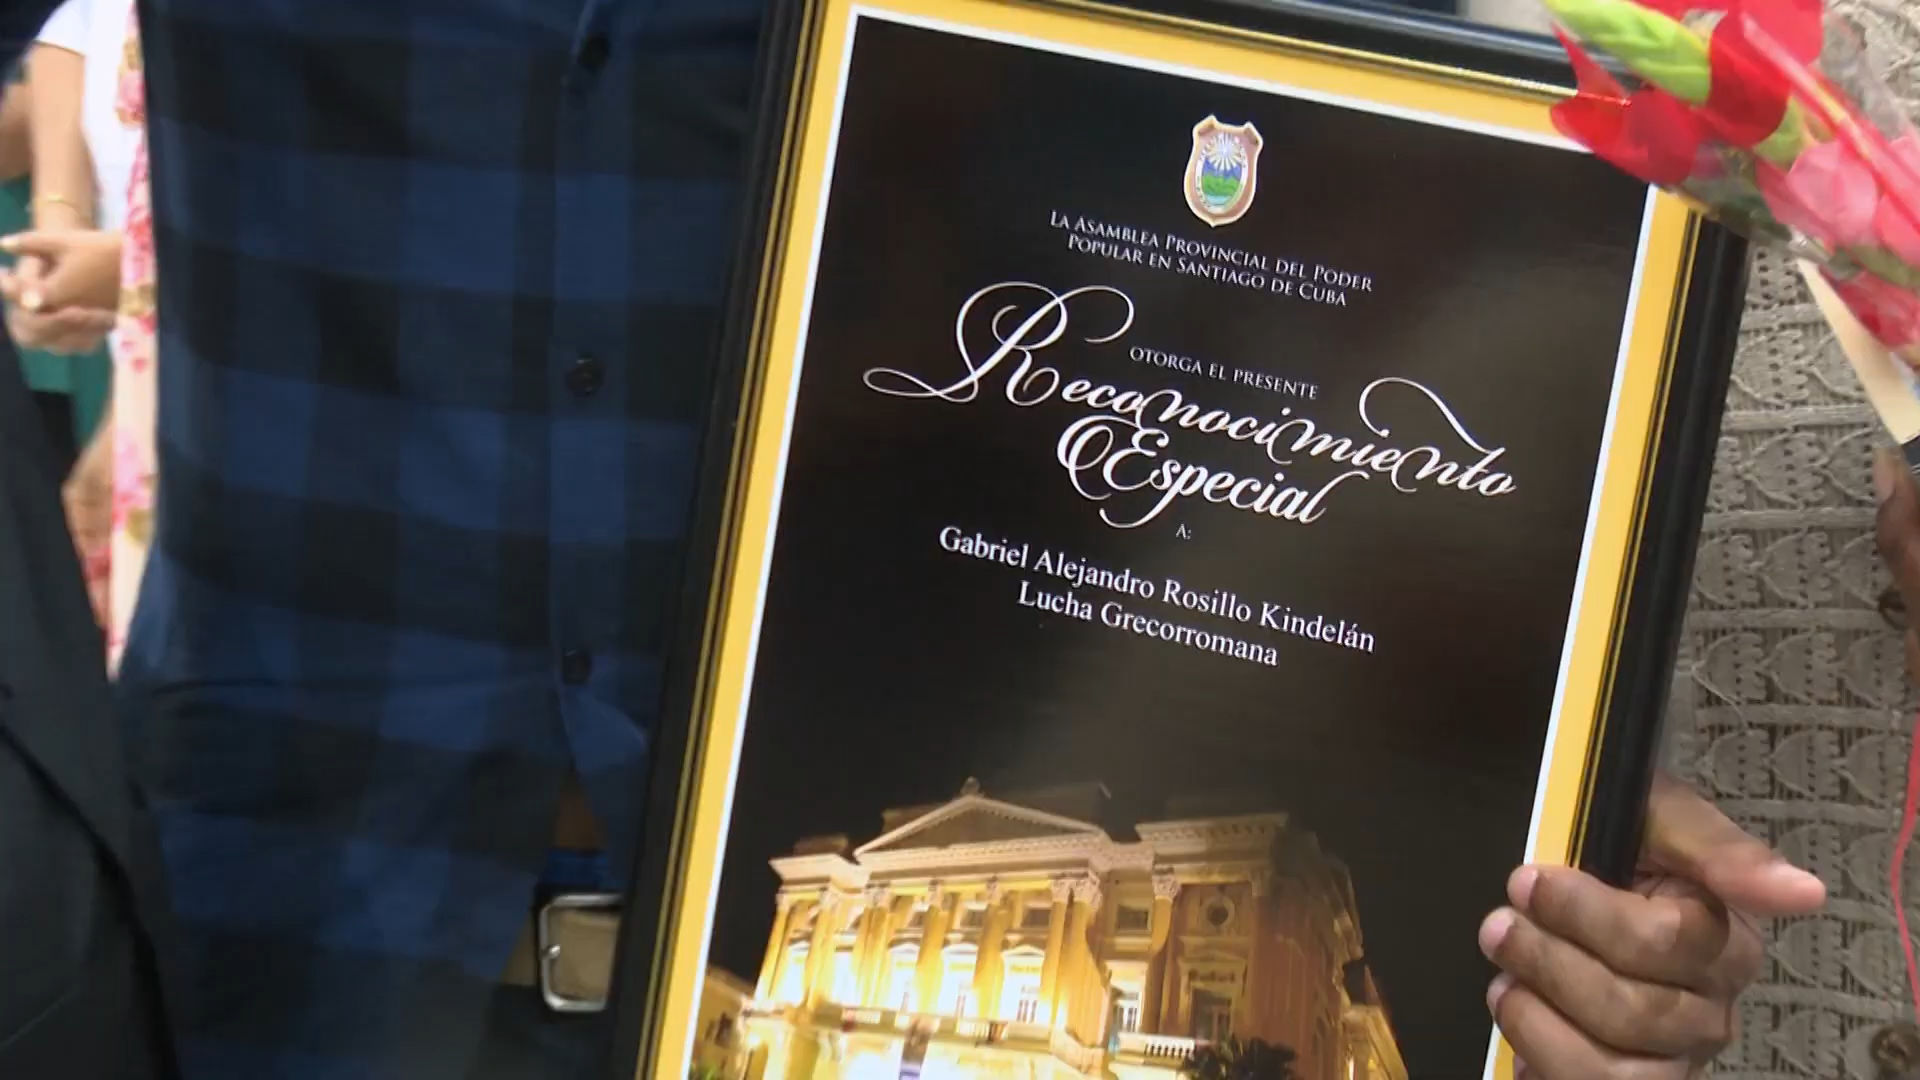 La Asamblea Provincial del Poder
Popular en Santiago de Cuba
otorga el presente
Reconocimiento
Especial
a:
Gabriel Alejandro Rosillo Kindelán
Lucha Grecorromana